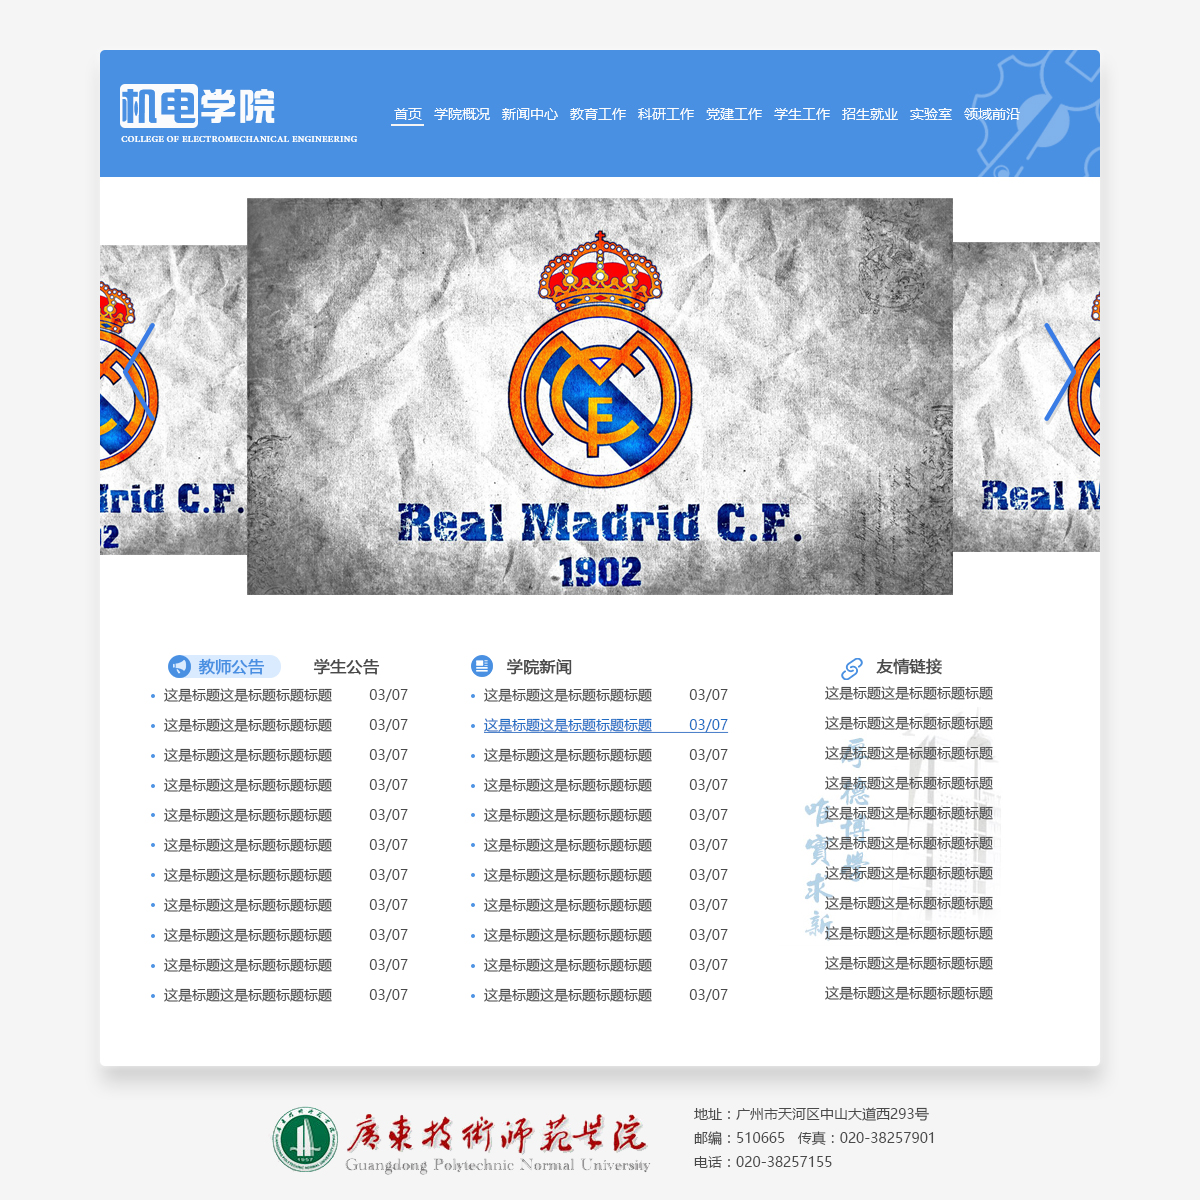 机电学院
COLLEGE OF ELECTROMECHANICAL ENGINEERING
首页 学院概况 新闻中心 教育工作 科研工作 党建工作 学生工作 招生就业 实验室 领域前沿
Real Madrid C.F.
1902
rid C.F.
02
Real M
教师公告 学生公告
这是标题这是标题标题标题 03/07
这是标题这是标题标题标题 03/07
这是标题这是标题标题标题 03/07
这是标题这是标题标题标题 03/07
这是标题这是标题标题标题 03/07
这是标题这是标题标题标题 03/07
这是标题这是标题标题标题 03/07
这是标题这是标题标题标题 03/07
这是标题这是标题标题标题 03/07
这是标题这是标题标题标题 03/07
这是标题这是标题标题标题 03/07
学院新闻
这是标题这是标题标题标题 03/07
这是标题这是标题标题标题 03/07
这是标题这是标题标题标题 03/07
这是标题这是标题标题标题 03/07
这是标题这是标题标题标题 03/07
这是标题这是标题标题标题 03/07
这是标题这是标题标题标题 03/07
这是标题这是标题标题标题 03/07
这是标题这是标题标题标题 03/07
这是标题这是标题标题标题 03/07
这是标题这是标题标题标题 03/07
友情链接
这是标题这是标题标题标题
这是标题这是标题标题标题
这是标题这是标题标题标题
这是标题这是标题标题标题
这是标题这是标题标题标题
这是标题这是标题标题标题
这是标题这是标题标题标题
这是标题这是标题标题标题
这是标题这是标题标题标题
这是标题这是标题标题标题
这是标题这是标题标题标题
厚德博學
唯實求新
廣東技術师范学院
Guangdong Polytechnic Normal University
地址：广州市天河区中山大道西293号
邮编：510665 传真：020-38257901
电话：020-38257155